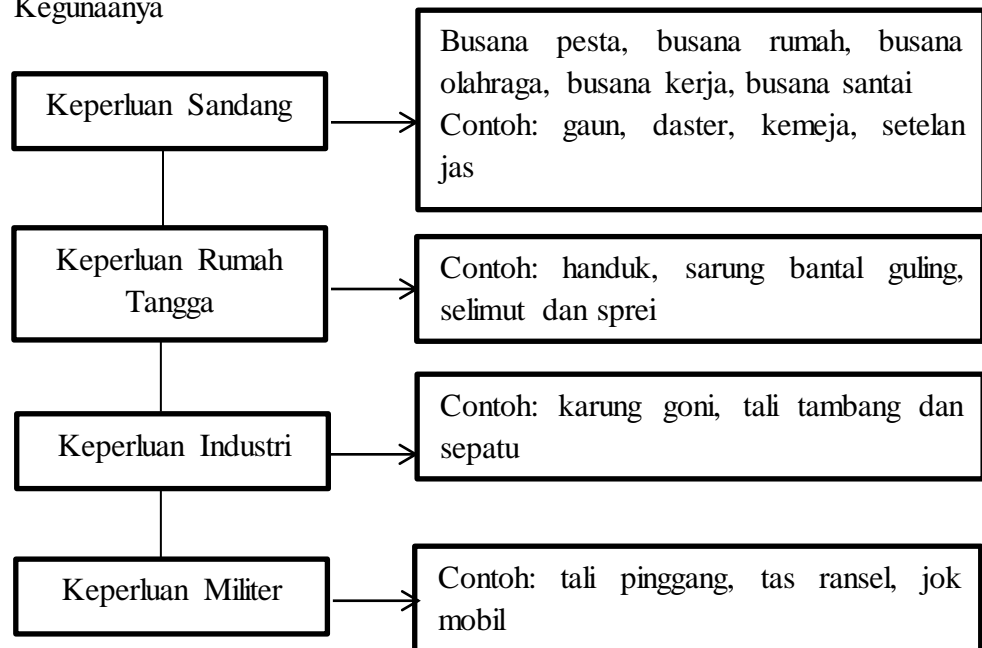 Kegunaanya
Keperluan Sandang
Busana pesta, busana rumah, busana
olahraga, busana kerja, busana santai
Contoh: gaun, daster, kemeja, setelan
jas
Keperluan Rumah
Tangga
Contoh: handuk, sarung bantal guling,
selimut dan sprei
Keperluan Industri
Contoh: karung goni, tali tambang dan
sepatu
Keperluan Militer
Contoh: tali pinggang, tas ransel, jok
mobil